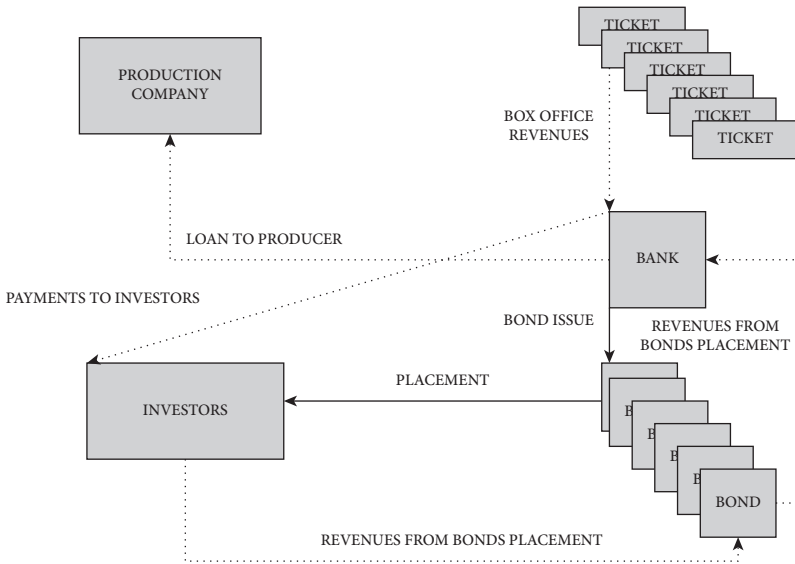 TICKET
TICKET
TICKET
TICKET
TICKET
TICKET
PRODUCTION
COMPANY
BOX OFFICE
REVENUES
LOAN TO PRODUCER
BANK
PAYMENTS TO INVESTORS
BOND ISSUE
REVENUES FROM
BONDS PLACEMENT
PLACEMENT
INVESTORS
B
B
B
B
BOND
REVENUES FROM BONDS PLACEMENT